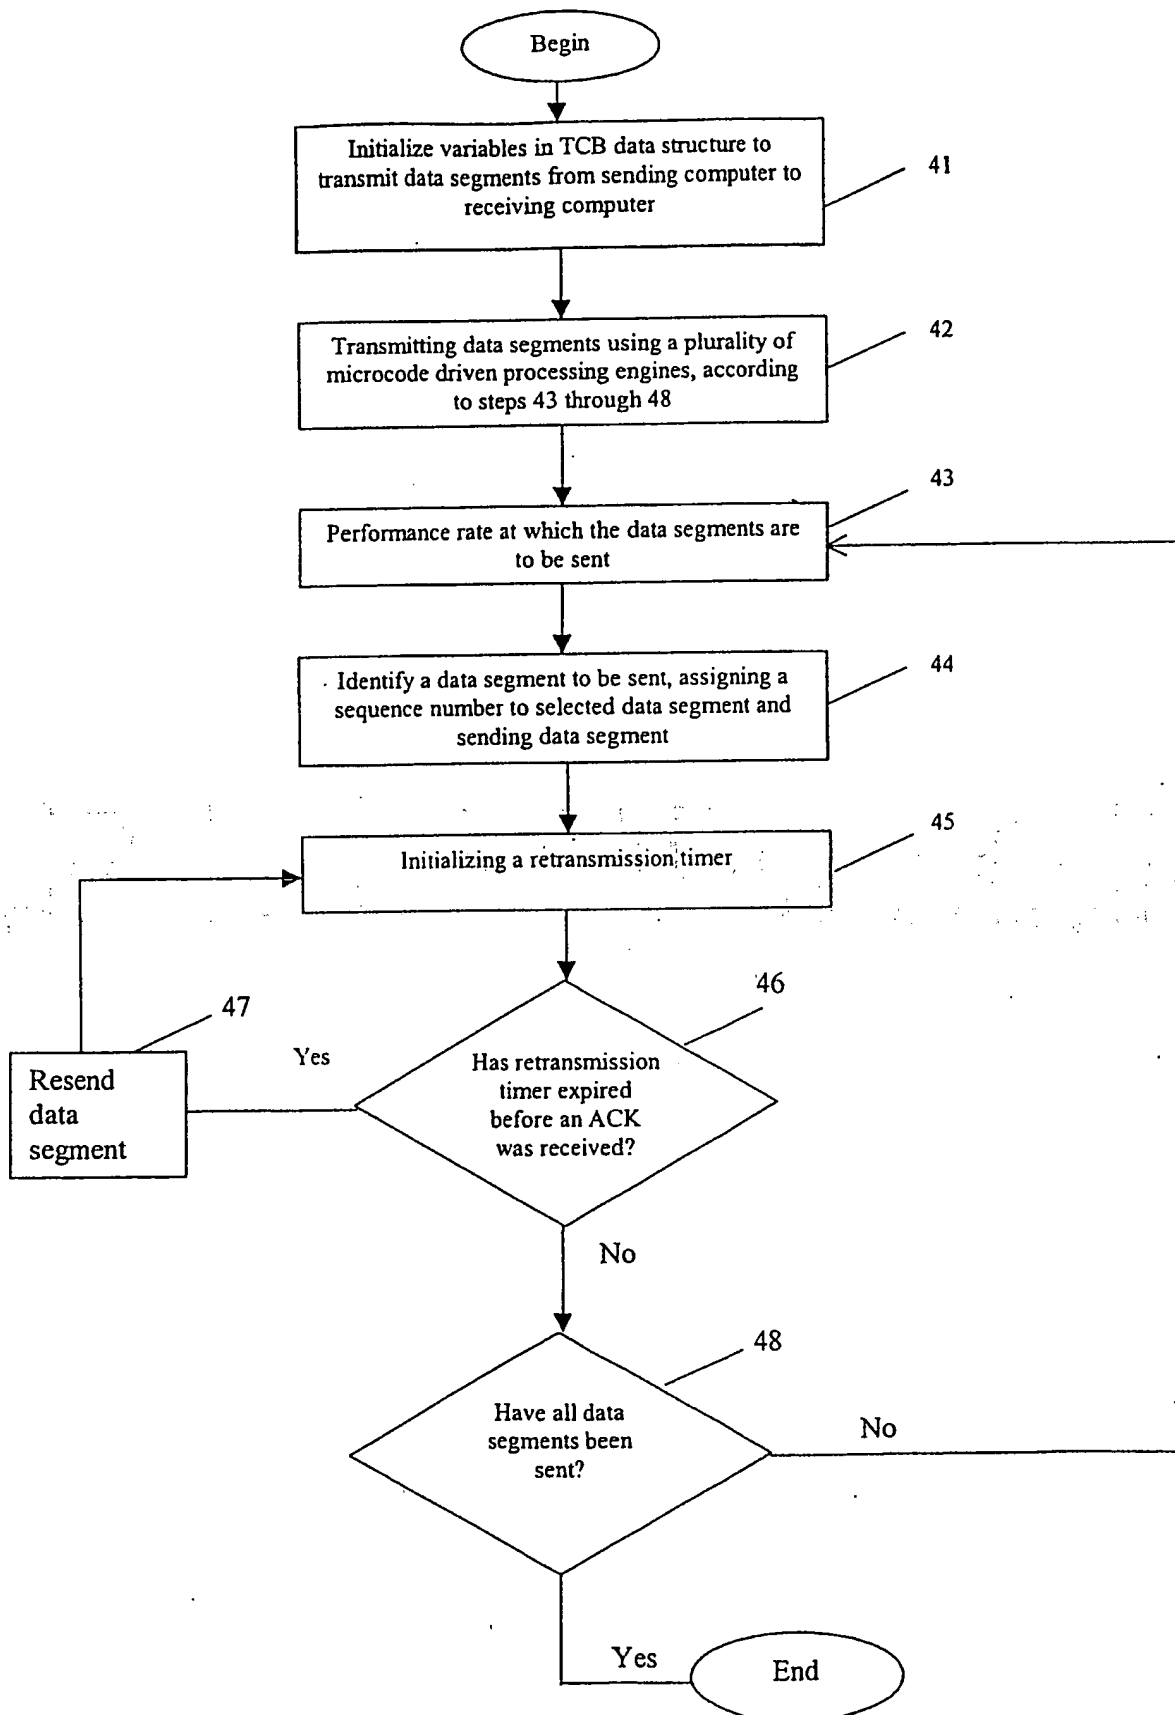 Begin
Initialize variables in TCB data structure to
transmit data segments from sending computer to
receiving computer
41
Transmitting data segments using a plurality of
microcode driven processing engines, according
to steps 43 through 48
42
Performance rate at which the data segments are
to be sent
43
Identify a data segment to be sent, assigning a
sequence number to selected data segment and
sending data segment
44
Initializing a retransmission timer
45
Has retransmission
timer expired
before an ACK
was received?
46
Yes
Resend
data
segment
47
No
Have all data
segments been
sent?
48
No
Yes
End